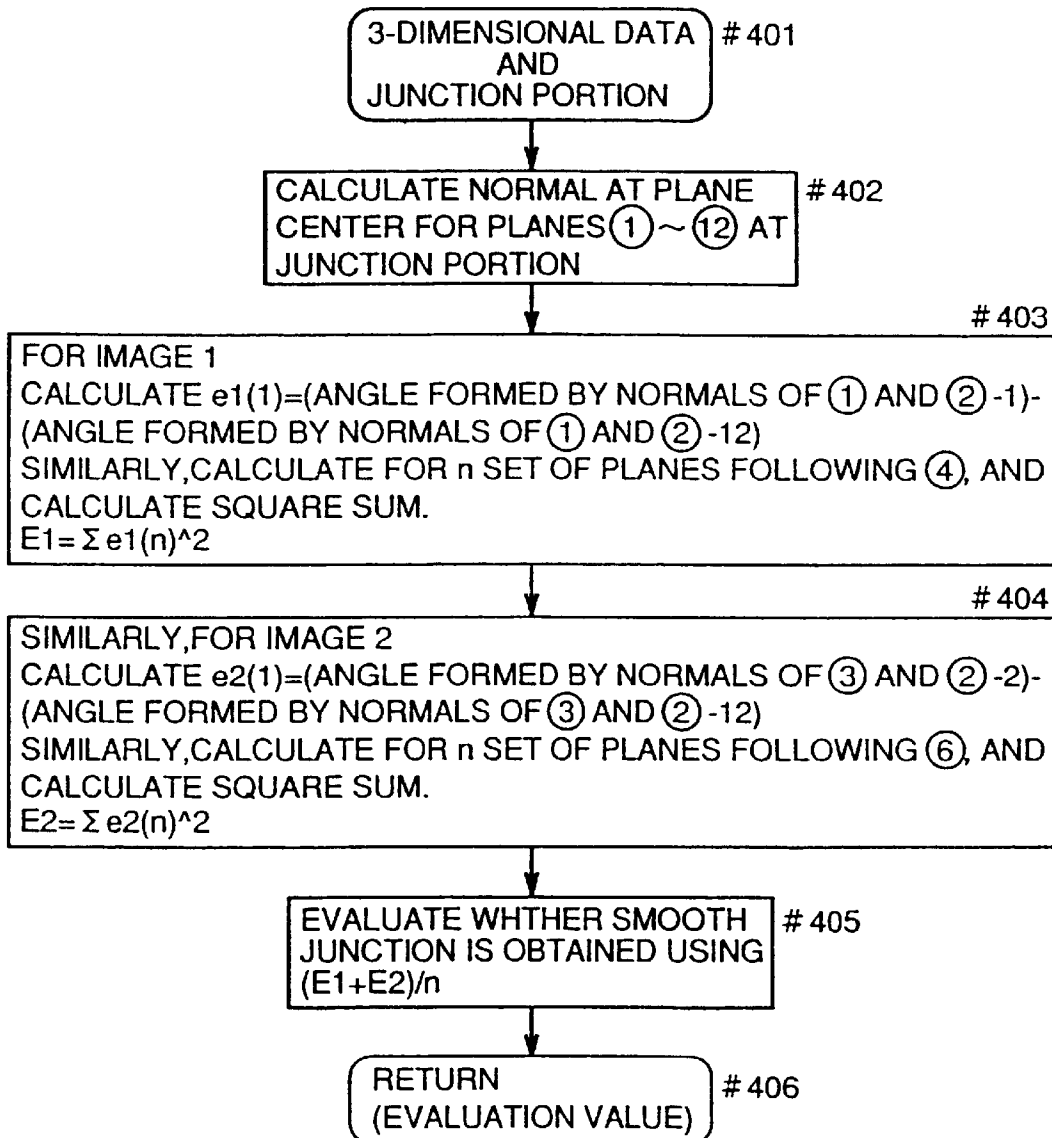 3-DIMENSIONAL DATA
AND
JUNCTION PORTION
#401
CALCULATE NORMAL AT PLANE
CENTER FOR PLANES ① ~ ⑫ AT
JUNCTION PORTION
#402
#403
FOR IMAGE 1
CALCULATE e1(1)=(ANGLE FORMED BY NORMALS OF ① AND ② -1)-
(ANGLE FORMED BY NORMALS OF ① AND ② -12)
SIMILARLY,CALCULATE FOR n SET OF PLANES FOLLOWING ④, AND
CALCULATE SQUARE SUM.
E1= Σ e1(n)^2
#404
SIMILARLY,FOR IMAGE 2
CALCULATE e2(1)=(ANGLE FORMED BY NORMALS OF ③ AND ② -2)-
(ANGLE FORMED BY NORMALS OF ③ AND ② -12)
SIMILARLY,CALCULATE FOR n SET OF PLANES FOLLOWING ⑥, AND
CALCULATE SQUARE SUM.
E2= Σ e2(n)^2
EVALUATE WHTHER SMOOTH
JUNCTION IS OBTAINED USING
(E1+E2)/n
#405
RETURN
(EVALUATION VALUE)
#406